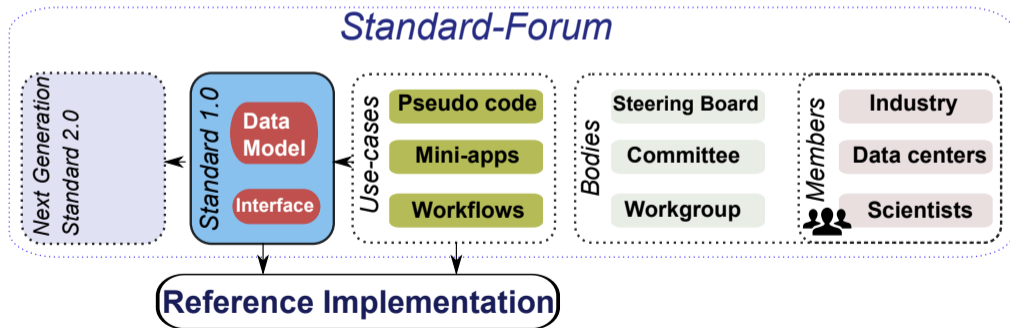 Standard-Forum
Next Generation
Standard 2.0
Standard 1.0
Data
Model
Interface
Use-cases
Pseudo code
Mini-apps
Workflows
Bodies
Steering Board
Committee
Workgroup
Members
Industry
Data centers
Scientists
Reference Implementation